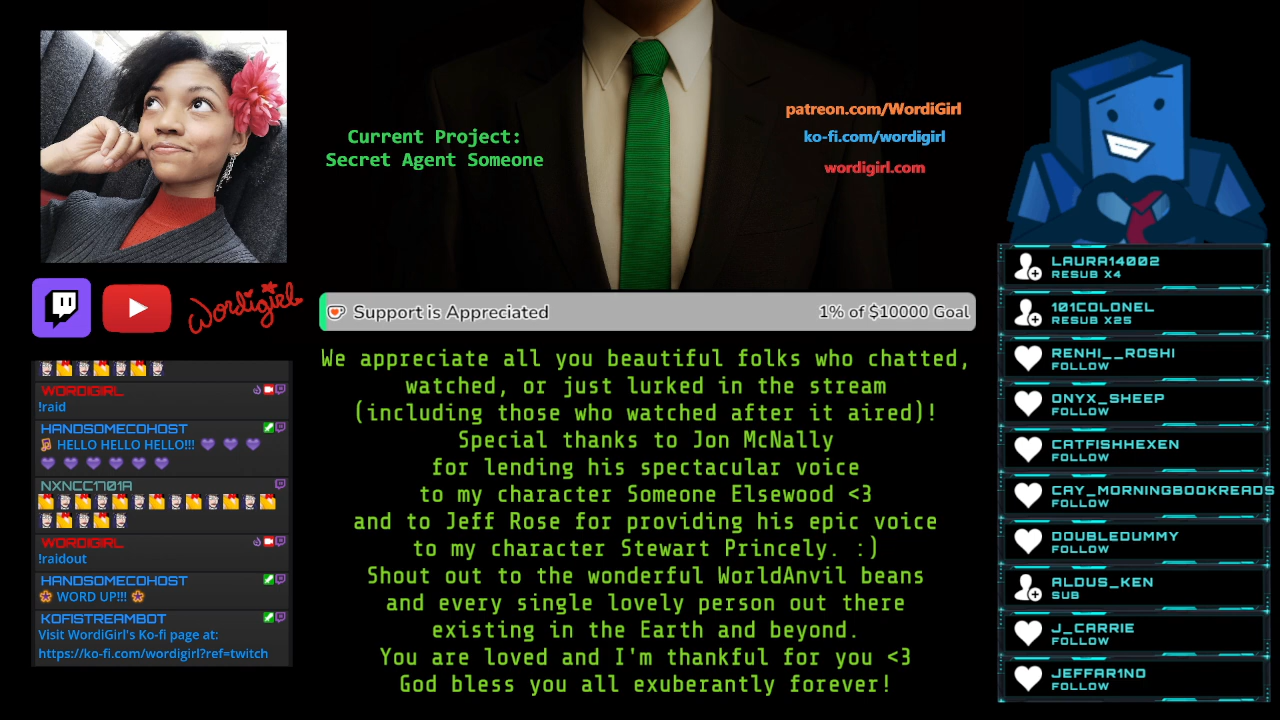 Current Project:
Secret Agent Someone
patreon.com/WordiGirl
ko-fi.com/wordigirl
wordigirl.com
Wordigirl
Support is Appreciated
1% of $10000 Goal
We appreciate all you beautiful folks who chatted,
watched, or just lurked in the stream
(including those who watched after it aired)!
Special thanks to Jon McNally
for lending his spectacular voice
to my character Someone Elsewood <3
and to Jeff Rose for providing his epic voice
to my character Stewart Princely. :)
Shout out to the wonderful WorldAnvil beans
and every single lovely person out there
existing in the Earth and beyond.
You are loved and I'm thankful for you <3
God bless you all exuberantly forever!
WORDIGIRL
!raid
HANDSOMECOHOST
HELLO HELLO HELLO!!!
NXNCC1701A
WORDIGIRL
!raidout
HANDSOMECOHOST
WORD UP!!!
KOFISTREAMBOT
Visit WordiGirl's Ko-fi page at:
https://ko-fi.com/wordigirl?ref=twitch
LAURA14002
RESUB X4
101COLONEL
RESUB X25
RENHI__ROSHI
FOLLOW
ONYX_SHEEP
FOLLOW
CATFISHHEXEN
FOLLOW
CAY_MORNINGBOOKREADS
FOLLOW
DOUBLEDUMMY
FOLLOW
ALDUS_KEN
SUB
J_CARRIE
FOLLOW
JEFFAR1NO
FOLLOW